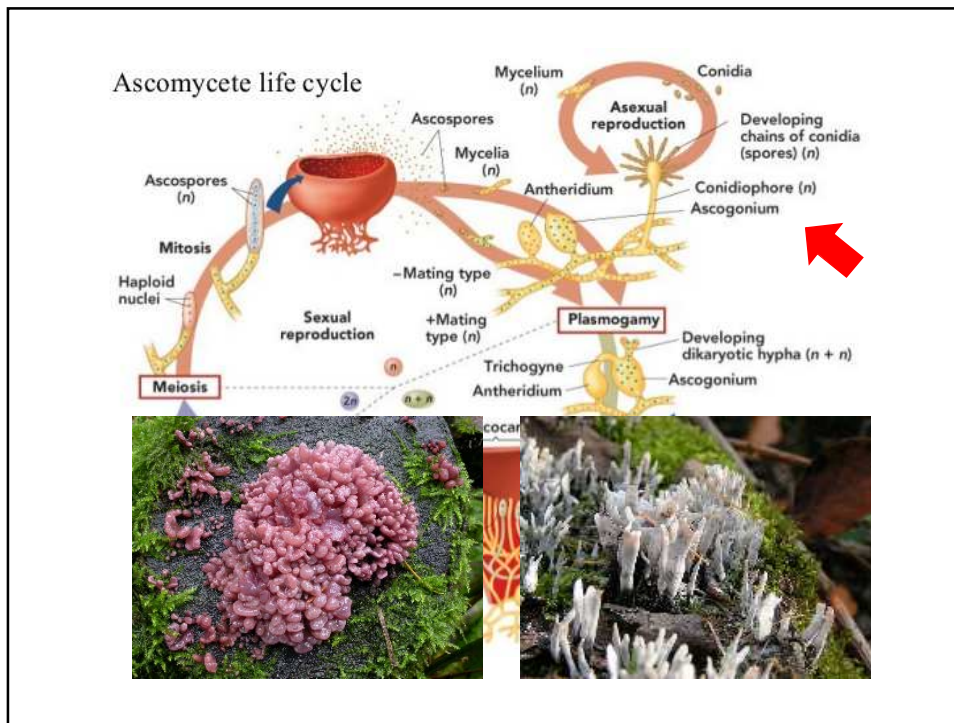 Ascomycete life cycle
Mycelium
(n)
Conidia
Asexual
reproduction
Developing
chains of conidia
(spores) (n)
Ascospores
Mycelia
(n)
Ascospores
(n)
Antheridium
Conidiophore (n)
Ascogonium
Mitosis
Haploid
nuclei
−Mating type
(n)
Sexual
reproduction
+Mating
type (n)
Plasmogamy
Developing
dikaryotic hypha (n + n)
Trichogyne
Antheridium
Ascogonium
Meiosis
n
2n
n + n